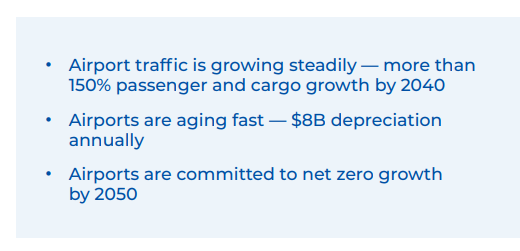 • Airport traffic is growing steadily — more than
150% passenger and cargo growth by 2040
• Airports are aging fast — $8B depreciation
annually
• Airports are committed to net zero growth
by 2050